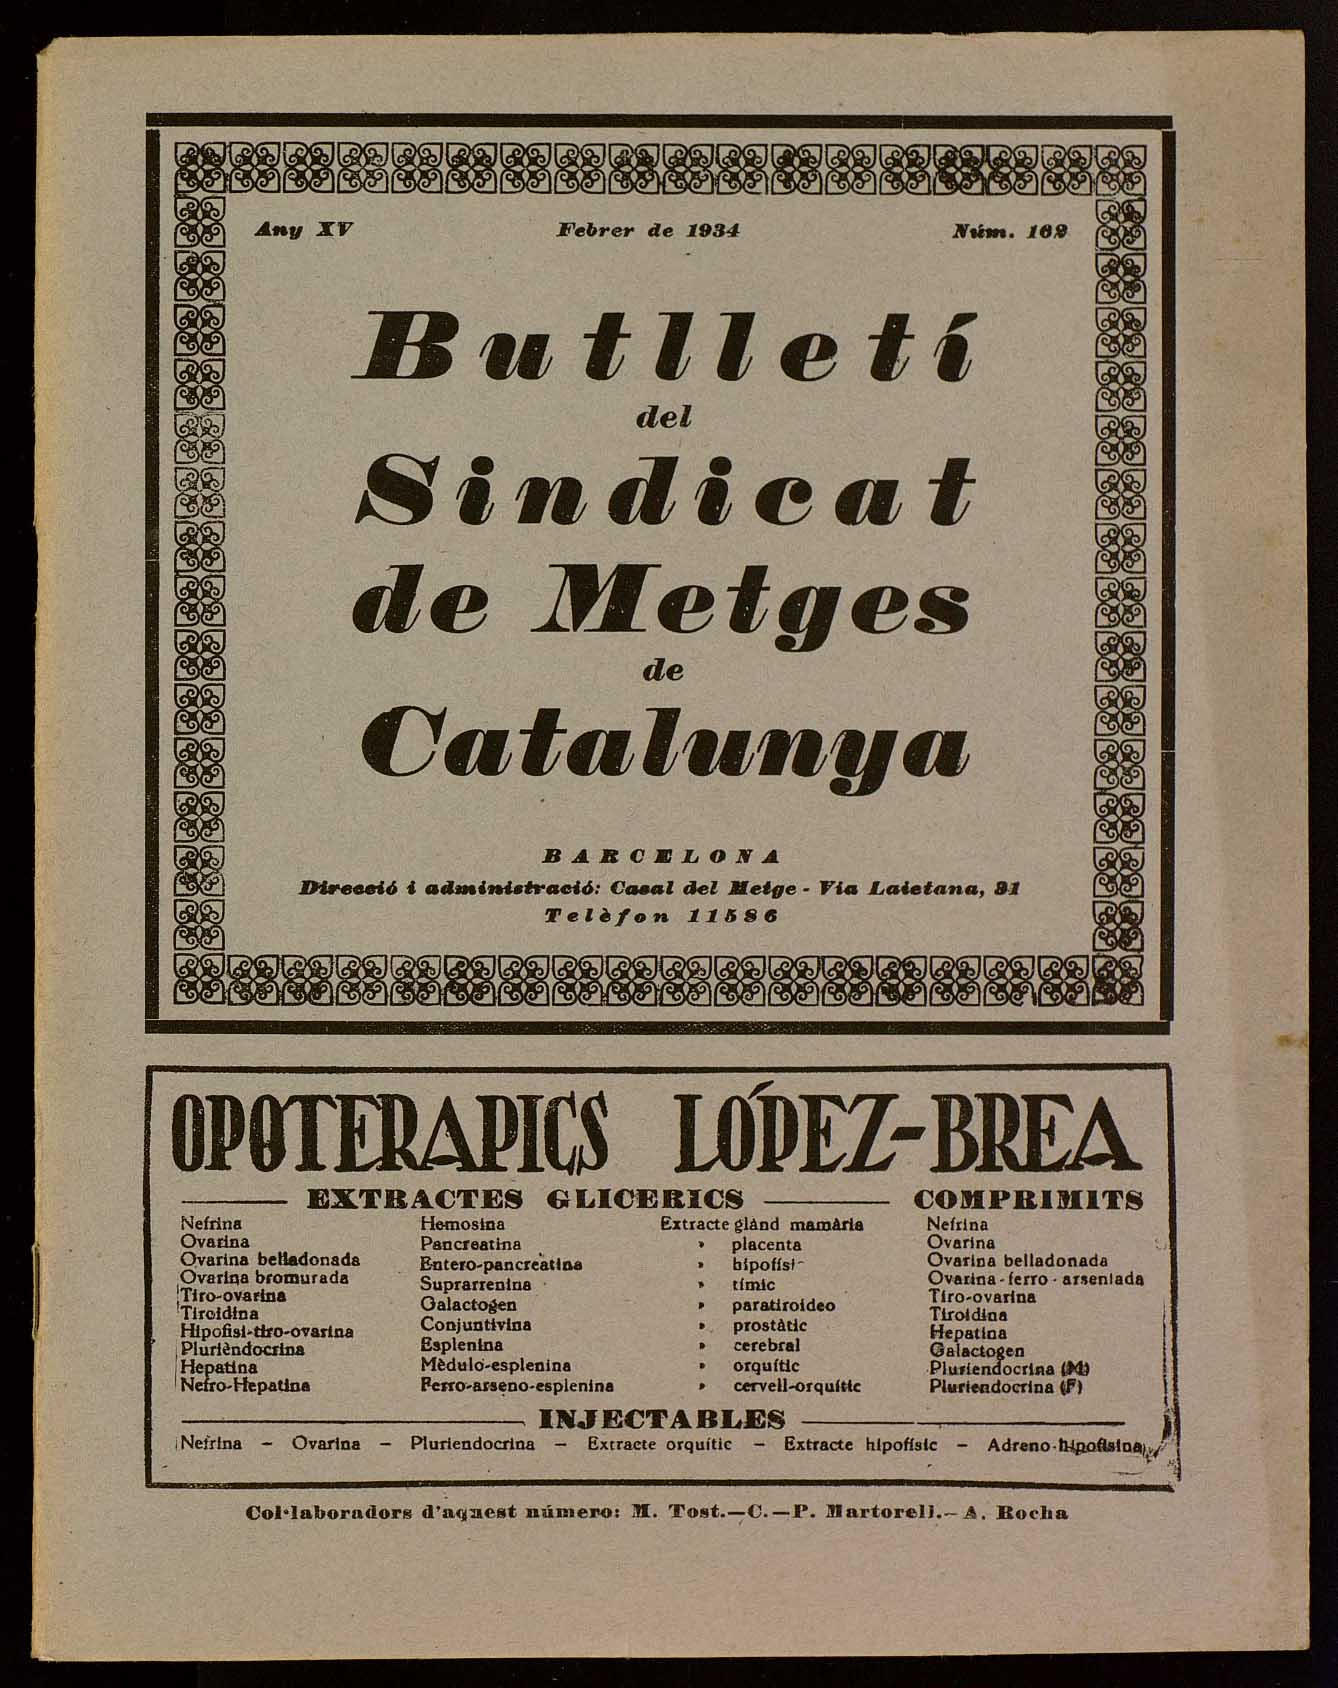 Any XV Febrer de 1934 Núm. 162
Butlletí
del
Sindicat
de Metges
de
Catalunya
BARCELONA
Direcció i administració: Casal del Metge - Via Laietana, 31
Telèfon 11586
OPOTERAPICS LÓPEZ-BREA
EXTRACTES GLICERICS
Nefrina
Ovarina
Ovarina belladonada
Ovarina bromurada
Tiro-ovarina
Tiroidina
Hipofisi-tiro-ovarina
Plurièndocrina
Hepatina
Nefro-Hepatina
Hemosina
Pancreatina
Entero-pancreàtina
Suprarrenina
Galactogen
Conjuntivina
Esplenina
Mèdulo-esplenina
Ferro-arseno-esplenina
Extracte glànd mamària
» placenta
» hipofísi
» tímic
» paratiroideo
» prostàtic
» cerebral
» orquític
» cervell-orquític
COMPRIMITS
Nefrina
Ovarina
Ovarina belladonada
Ovarina-ferro-arseniada
Tiro-ovarina
Tiroidina
Hepatina
Galactogen
Pluriendocrina (M)
Pluriendocrina (F)
INJECTABLES
Nefrina – Ovarina – Pluriendocrina – Extracte orquític – Extracte hipofísic – Adreno-hipofisina
Col·laboradors d'aquest número: M. Tost.—C.—P. Martorell.—A. Rocha